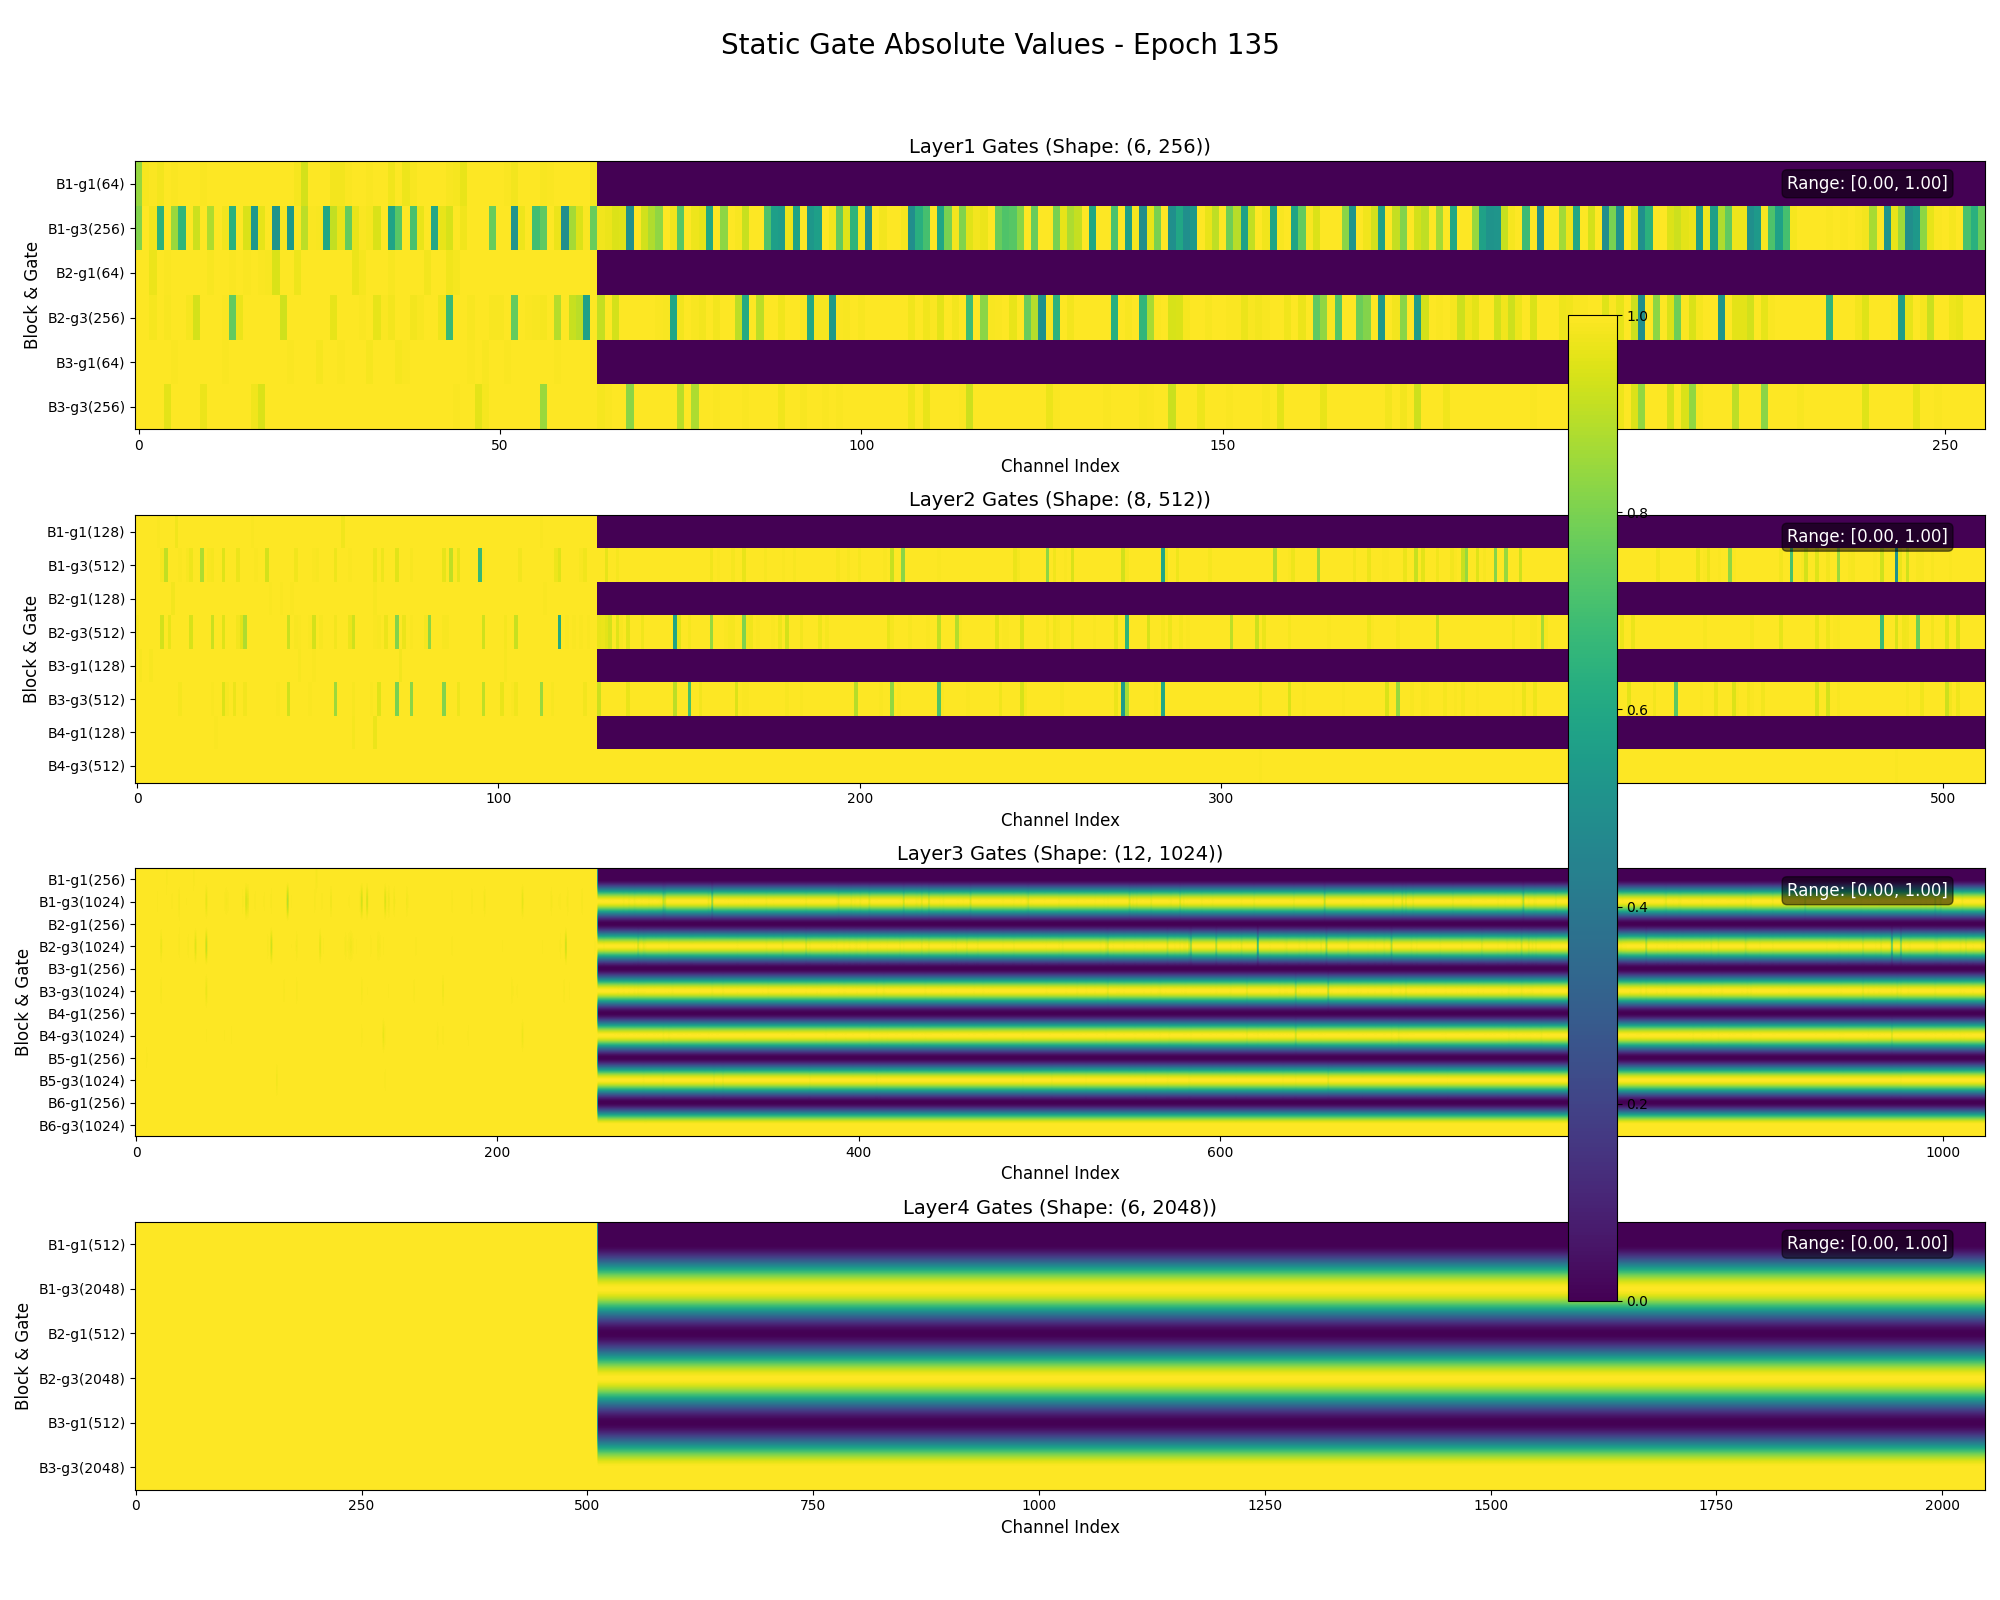 Static Gate Absolute Values - Epoch 135
Layer1 Gates (Shape: (6, 256))
Block & Gate
B1-g1(64)
B1-g3(256)
B2-g1(64)
B2-g3(256)
B3-g1(64)
B3-g3(256)
Range: [0.00, 1.00]
0 50 100 150 250
Channel Index
Layer2 Gates (Shape: (8, 512))
Block & Gate
B1-g1(128)
B1-g3(512)
B2-g1(128)
B2-g3(512)
B3-g1(128)
B3-g3(512)
B4-g1(128)
B4-g3(512)
Range: [0.00, 1.00]
0 100 200 300 500
Channel Index
Layer3 Gates (Shape: (12, 1024))
Block & Gate
B1-g1(256)
B1-g3(1024)
B2-g1(256)
B2-g3(1024)
B3-g1(256)
B3-g3(1024)
B4-g1(256)
B4-g3(1024)
B5-g1(256)
B5-g3(1024)
B6-g1(256)
B6-g3(1024)
Range: [0.00, 1.00]
0 200 400 600 1000
Channel Index
Layer4 Gates (Shape: (6, 2048))
Block & Gate
B1-g1(512)
B1-g3(2048)
B2-g1(512)
B2-g3(2048)
B3-g1(512)
B3-g3(2048)
Range: [0.00, 1.00]
0 250 500 750 1000 1250 1500 1750 2000
Channel Index
1.0
0.8
0.6
0.4
0.2
0.0